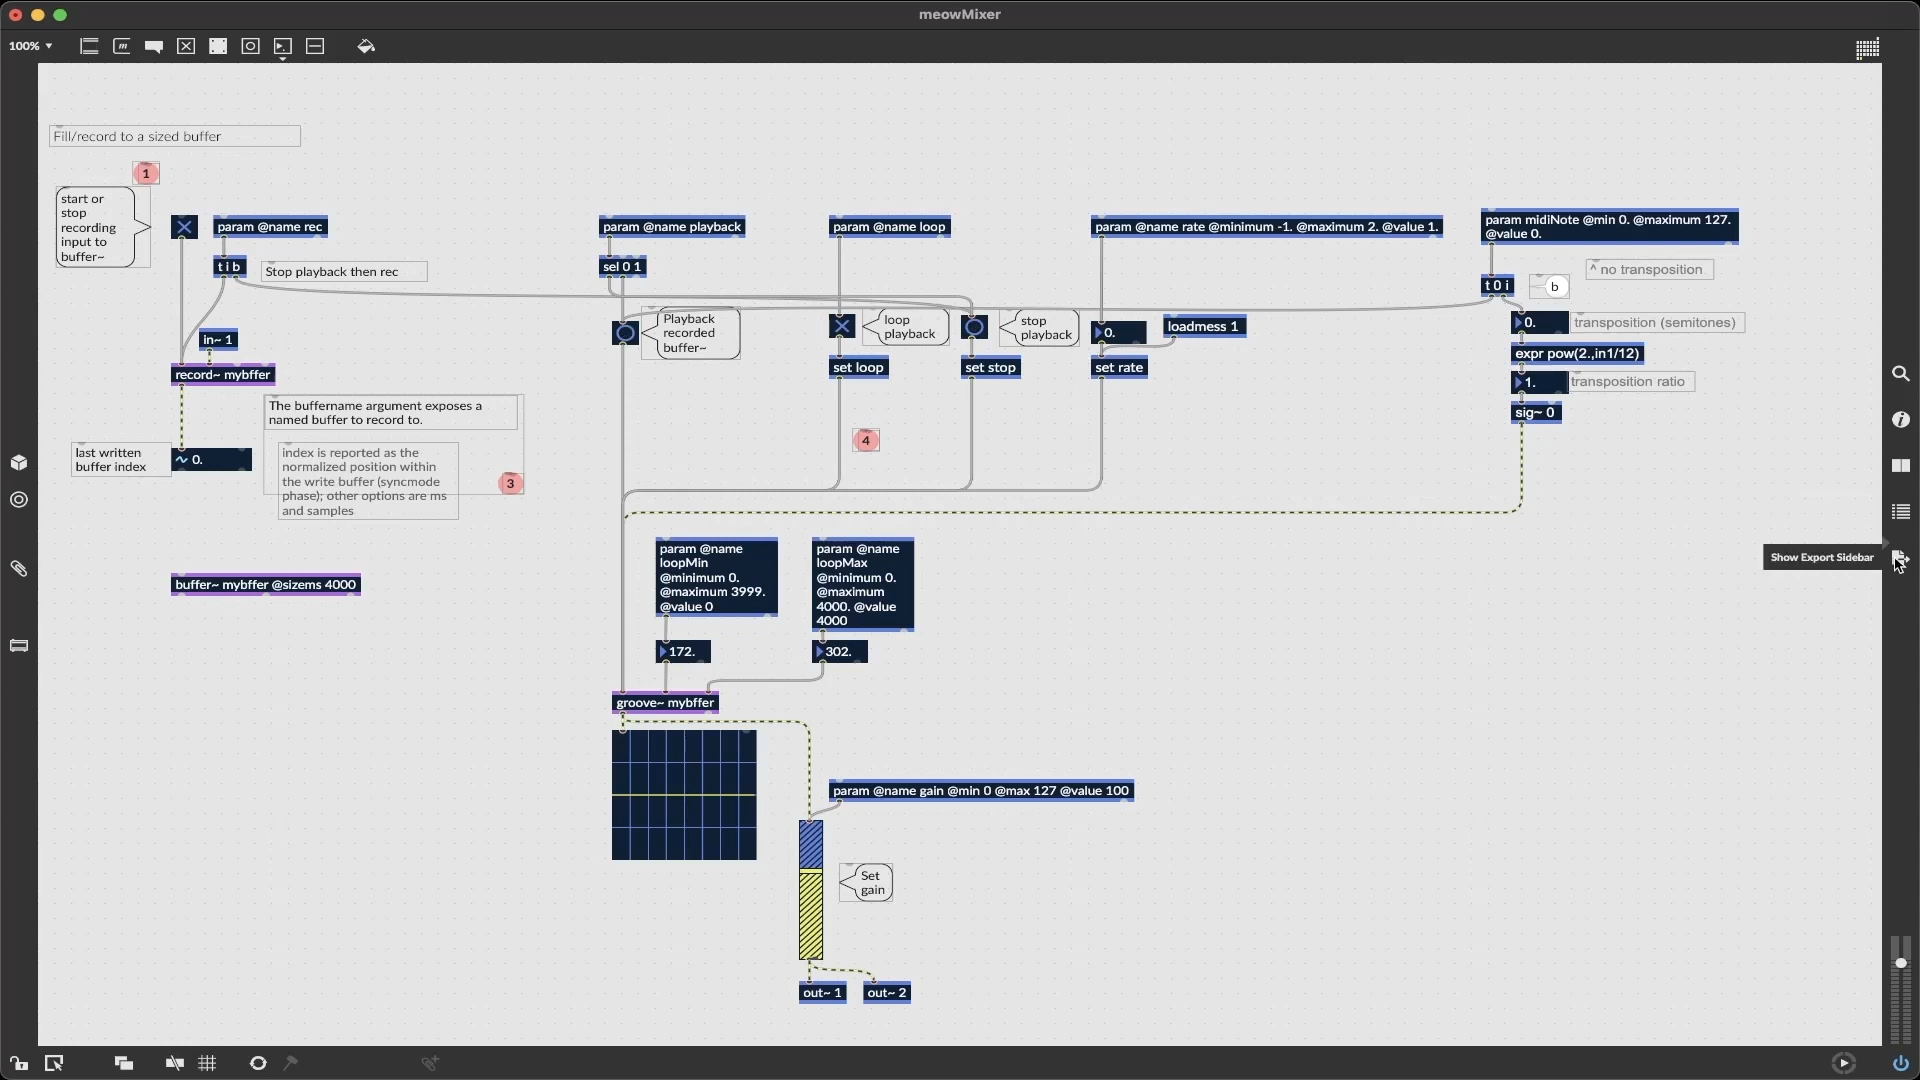 meowMixer
100%
Fill/record to a sized buffer
1
start or
stop
recording
input to
buffer~
param @name rec
param @name playback
param @name loop
param @name rate @minimum -1. @maximum 2. @value 1.
param midiNote @min 0. @maximum 127.
@value 0.
t i b
Stop playback then rec
sel 0 1
^ no transposition
t 0 i
b
Playback
recorded
buffer~
loop
playback
stop
playback
0.
loadmess 1
0.
transposition (semitones)
in~ 1
expr pow(2.,in1/12)
set loop
set stop
set rate
record~ mybffer
1.
transposition ratio
sig~ 0
The buffername argument exposes a
named buffer to record to.
4
last written
buffer index
0.
index is reported as the
normalized position within
the write buffer (syncmode
phase); other options are ms
and samples
3
Show Export Sidebar
param @name
loopMin
@minimum 0.
@maximum 3999.
@value 0
param @name
loopMax
@minimum 0.
@maximum
4000. @value
4000
buffer~ mybffer @sizems 4000
172.
302.
groove~ mybffer
param @name gain @min 0 @max 127 @value 100
Set
gain
out~ 1
out~ 2